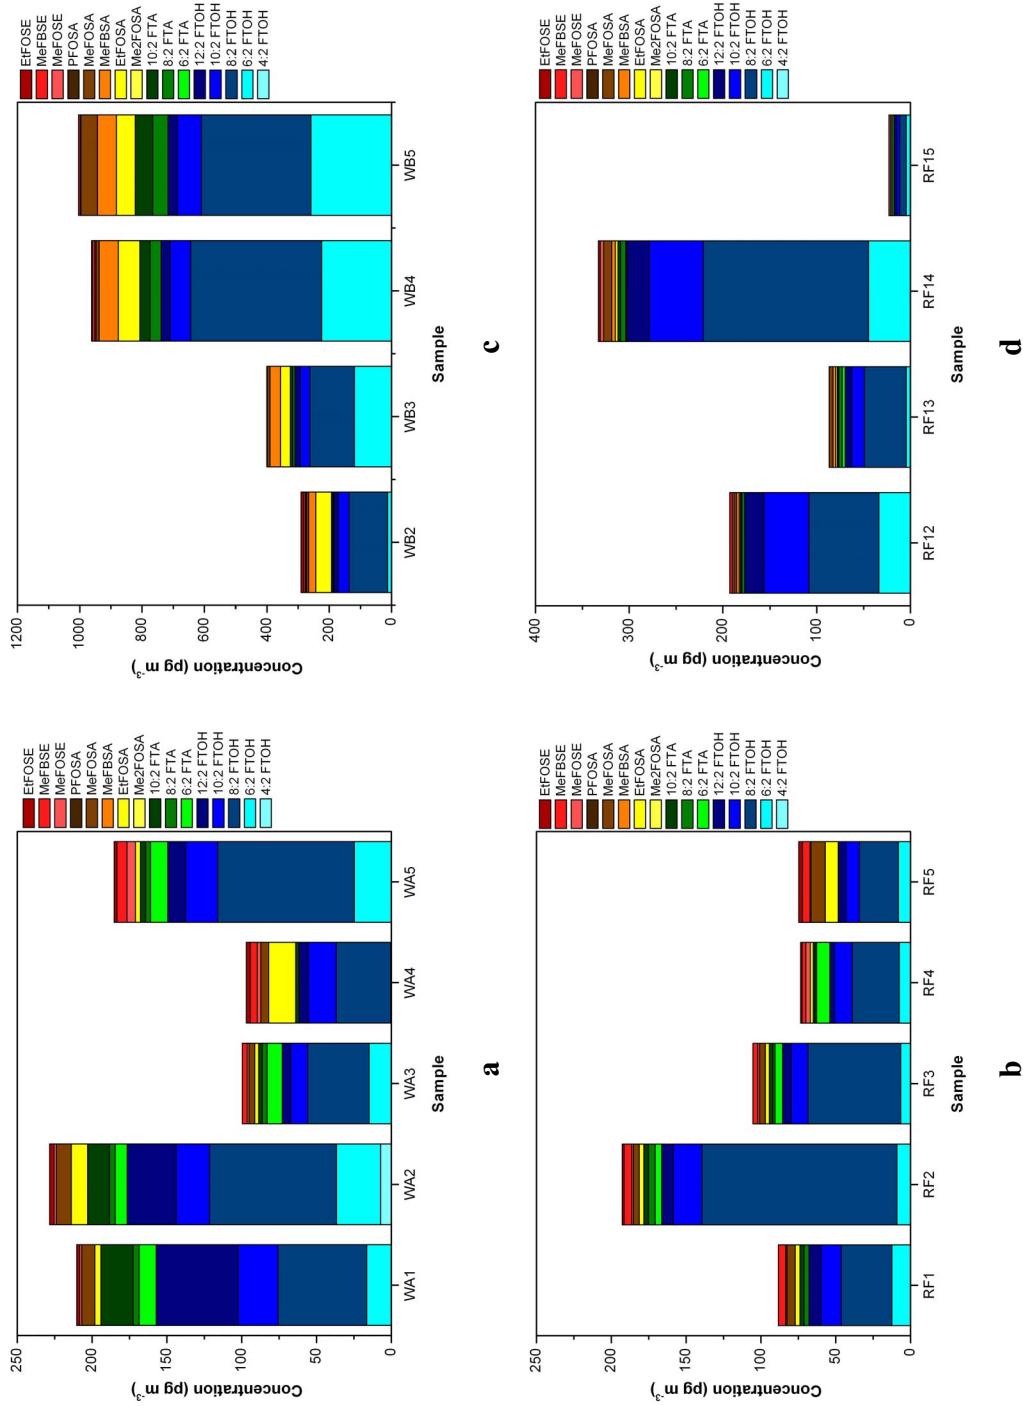 250
200
150
100
50
0
Concentration (pg m⁻³)
WA1
WA2
WA3
WA4
WA5
Sample
EtFOSE
MeFBSE
MeFOSE
PFOSA
MeFOSA
MeFBSA
EtFOSA
Me2FOSA
10:2 FTA
8:2 FTA
6:2 FTA
12:2 FTOH
10:2 FTOH
8:2 FTOH
6:2 FTOH
4:2 FTOH
a
1200
1000
800
600
400
200
0
Concentration (pg m⁻³)
WB2
WB3
WB4
WB5
Sample
EtFOSE
MeFBSE
MeFOSE
PFOSA
MeFOSA
MeFBSA
EtFOSA
Me2FOSA
10:2 FTA
8:2 FTA
6:2 FTA
12::2 FTOH
10:2 FTOH
8:2 FTOH
6:2 FTOH
4:2 FTOH
c
250
200
150
100
50
0
Concentration (pg m⁻³)
RF1
RF2
RF3
RF4
RF5
Sample
EtFOSE
MeFBSE
MeFOSE
PFOSA
MeFOSA
MeFBSA
EtFOSA
Me2FOSA
10:2 FTA
8:2 FTA
6:2 FTA
12::2 FTOH
10:2 FTOH
8:2 FTOH
6:2 FTOH
4:2 FTOH
b
400
300
200
100
0
Concentration (pg m⁻³)
RF12
RF13
RF14
RF15
Sample
EtFOSE
MeFBSE
MeFOSE
PFOSA
MeFOSA
MeFBSA
EtFOSA
Me2FOSA
10:2 FTA
8:2 FTA
6:2 FTA
12::2 FTOH
10:2 FTOH
8:2 FTOH
6:2 FTOH
4:2 FTOH
d